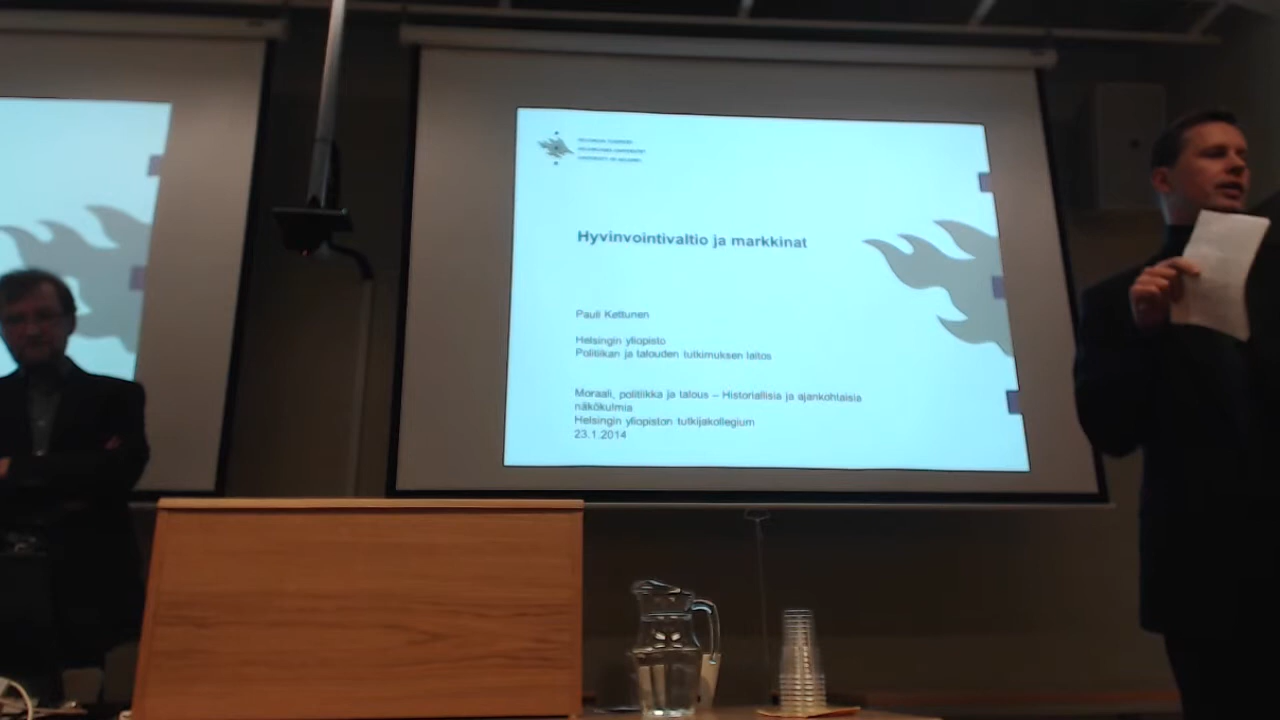 Hyvinvointivaltio ja markkinat
Pauli Kettunen
Helsingin yliopisto
Politiikan ja talouden tutkimuksen laitos
Moraali, politiikka ja talous – Historiallisia ja ajankohtaisia
näkökulmia
Helsingin yliopiston tutkijakollegium
23.1.2014